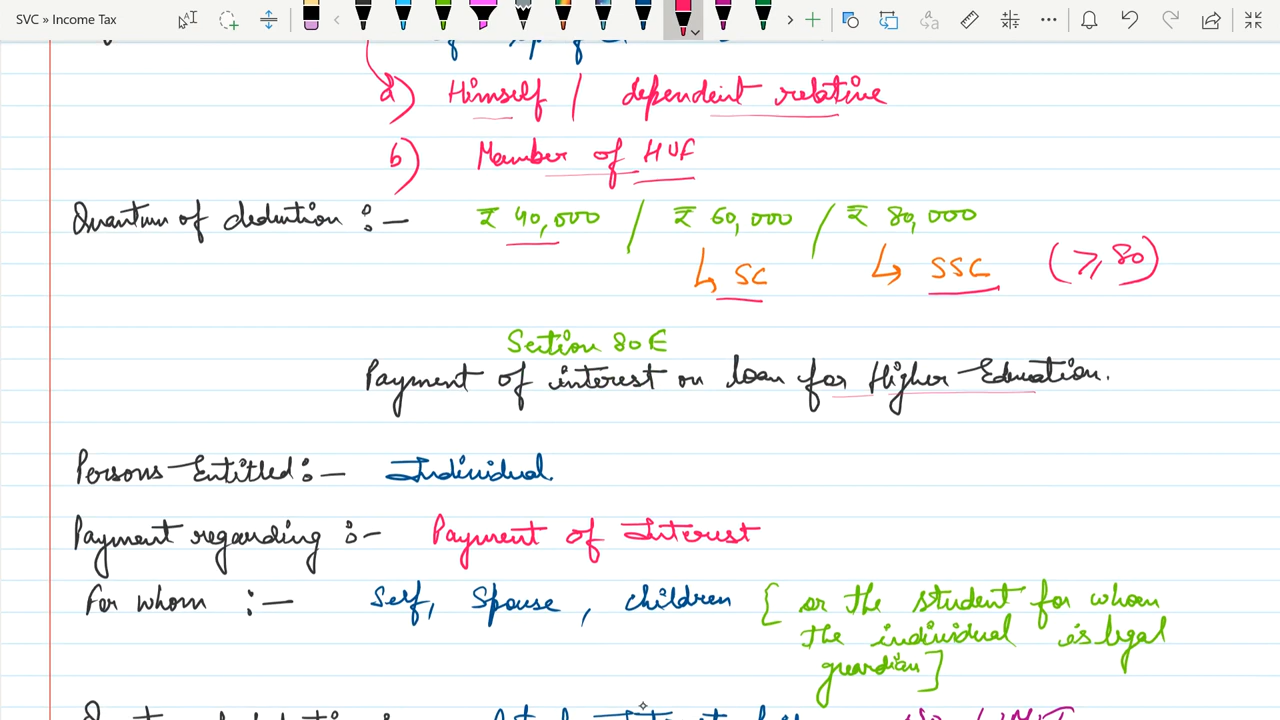 SVC » Income Tax
a) Himself / dependent relative
b) Member of HUF
Quantum of dedution :- ₹ 40,000 / ₹ 60,000 / ₹ 80,000
↳ SC ↳ SSC (≥ 80)
Section 80E
Payment of interest on loan for Higher Education.
Persons Entitled :- Individual.
Payment regarding :- Payment of Interest
For whom :- Self, Spouse, children [or the student for whom
the individual is legal
guardian]